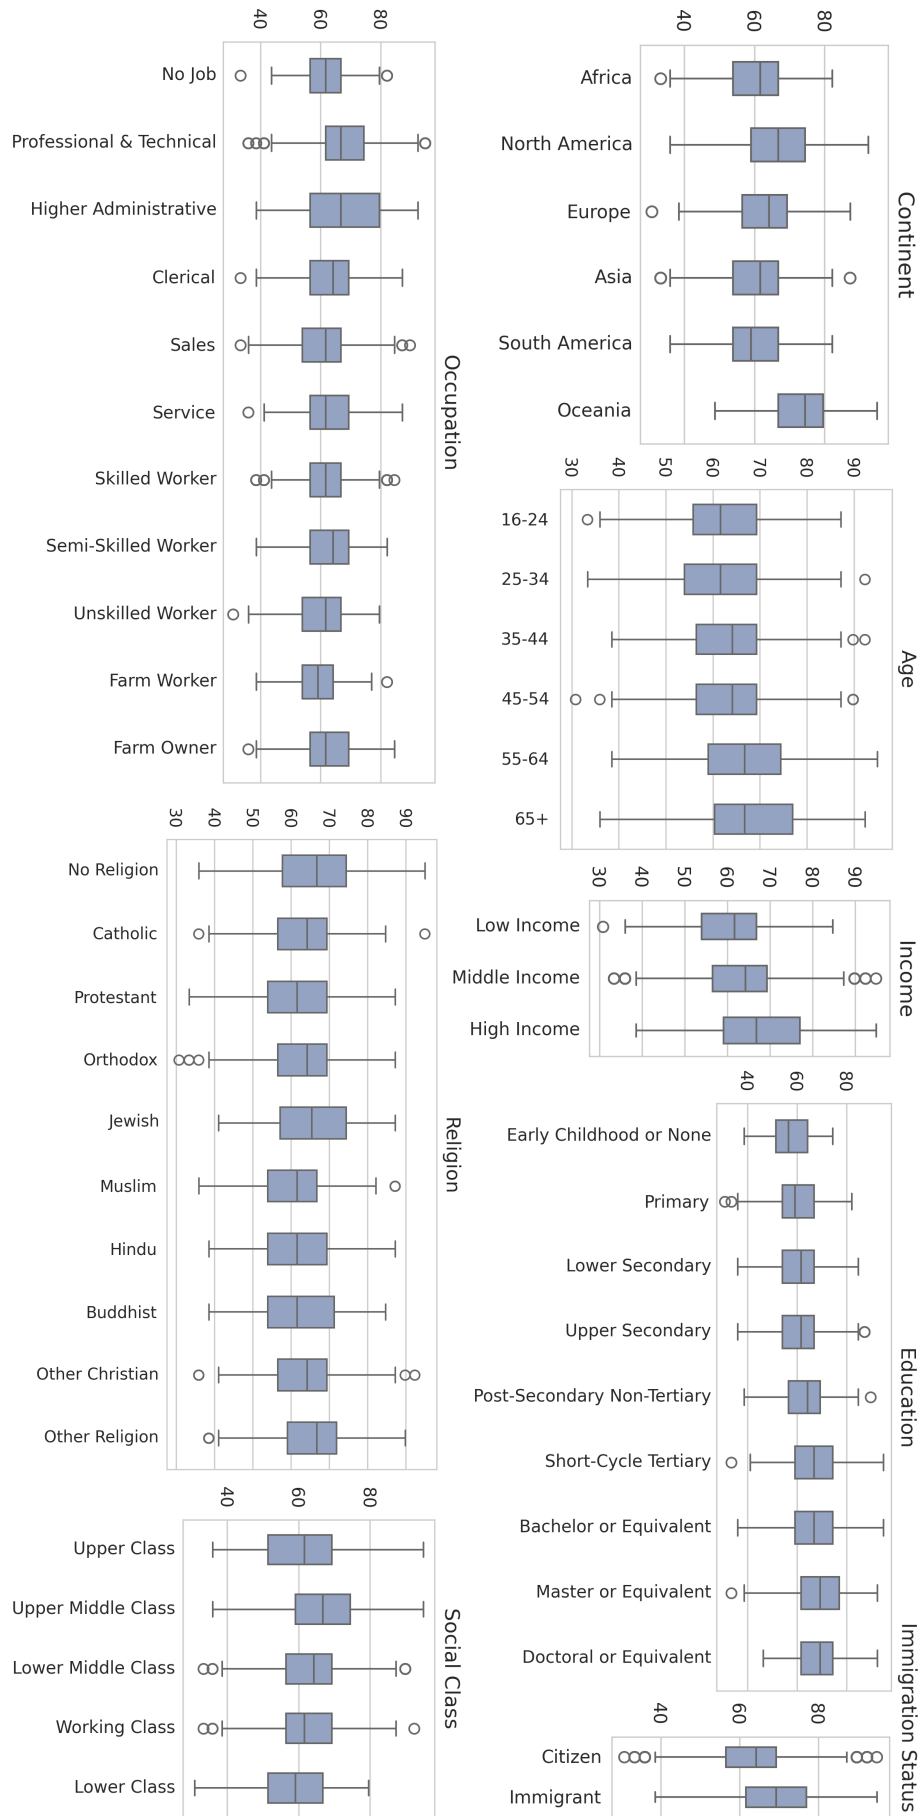 40 60 80
No Job
Professional & Technical
Higher Administrative
Clerical
Sales
Service
Skilled Worker
Semi-Skilled Worker
Unskilled Worker
Farm Worker
Farm Owner
Occupation
30 40 50 60 70 80 90
No Religion
Catholic
Protestant
Orthodox
Jewish
Muslim
Hindu
Buddhist
Other Christian
Other Religion
Religion
40 60 80
Upper Class
Upper Middle Class
Lower Middle Class
Working Class
Lower Class
Social Class
40 60 80
Africa
North America
Europe
Asia
South America
Oceania
Continent
30 40 50 60 70 80 90
16-24
25-34
35-44
45-54
55-64
65+
Age
30 40 50 60 70 80 90
Low Income
Middle Income
High Income
Income
40 60 80
Early Childhood or None
Primary
Lower Secondary
Upper Secondary
Post-Secondary Non-Tertiary
Short-Cycle Tertiary
Bachelor or Equivalent
Master or Equivalent
Doctoral or Equivalent
Education
40 60 80
Citizen
Immigrant
Immigration Status